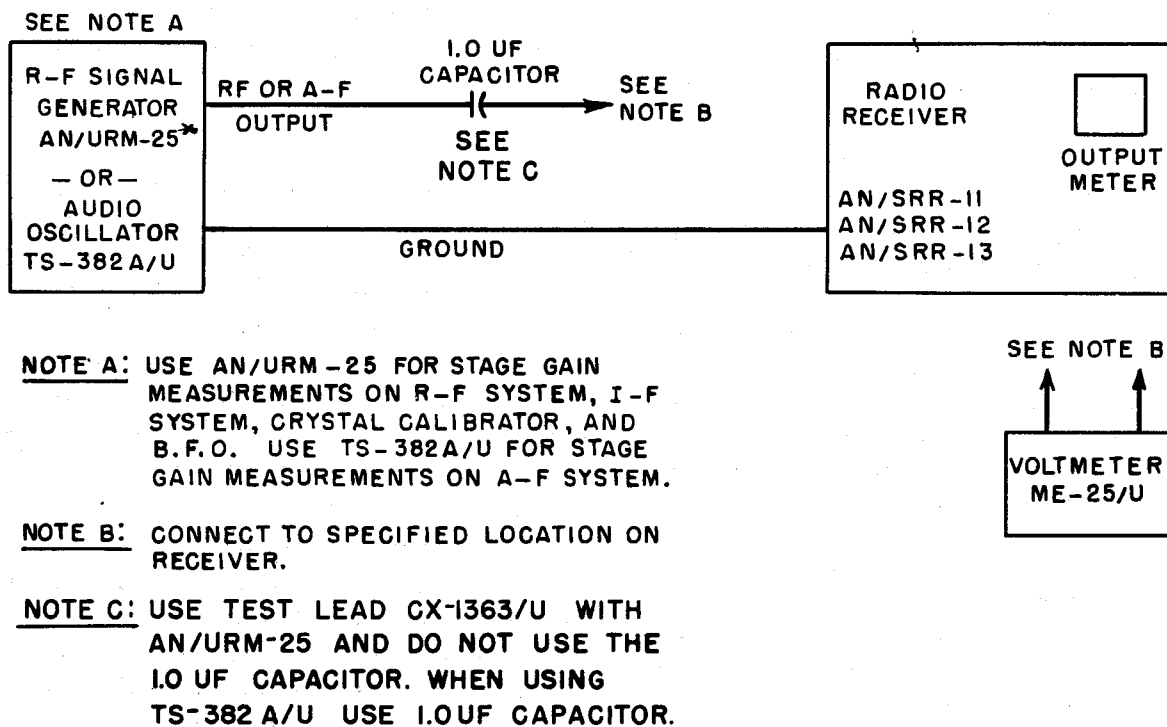 SEE NOTE A
R-F SIGNAL
GENERATOR
AN/URM-25*
— OR —
AUDIO
OSCILLATOR
TS-382A/U
RF OR A-F
OUTPUT
1.0 UF
CAPACITOR
SEE
NOTE C
SEE
NOTE B
GROUND
RADIO
RECEIVER
AN/SRR-11
AN/SRR-12
AN/SRR-13
OUTPUT
METER
NOTE A: USE AN/URM-25 FOR STAGE GAIN
MEASUREMENTS ON R-F SYSTEM, I-F
SYSTEM, CRYSTAL CALIBRATOR, AND
B.F.O. USE TS-382A/U FOR STAGE
GAIN MEASUREMENTS ON A-F SYSTEM.
NOTE B: CONNECT TO SPECIFIED LOCATION ON
RECEIVER.
NOTE C: USE TEST LEAD CX-1363/U WITH
AN/URM-25 AND DO NOT USE THE
1.0 UF CAPACITOR. WHEN USING
TS-382 A/U USE 1.0UF CAPACITOR.
SEE NOTE B
VOLTMETER
ME-25/U